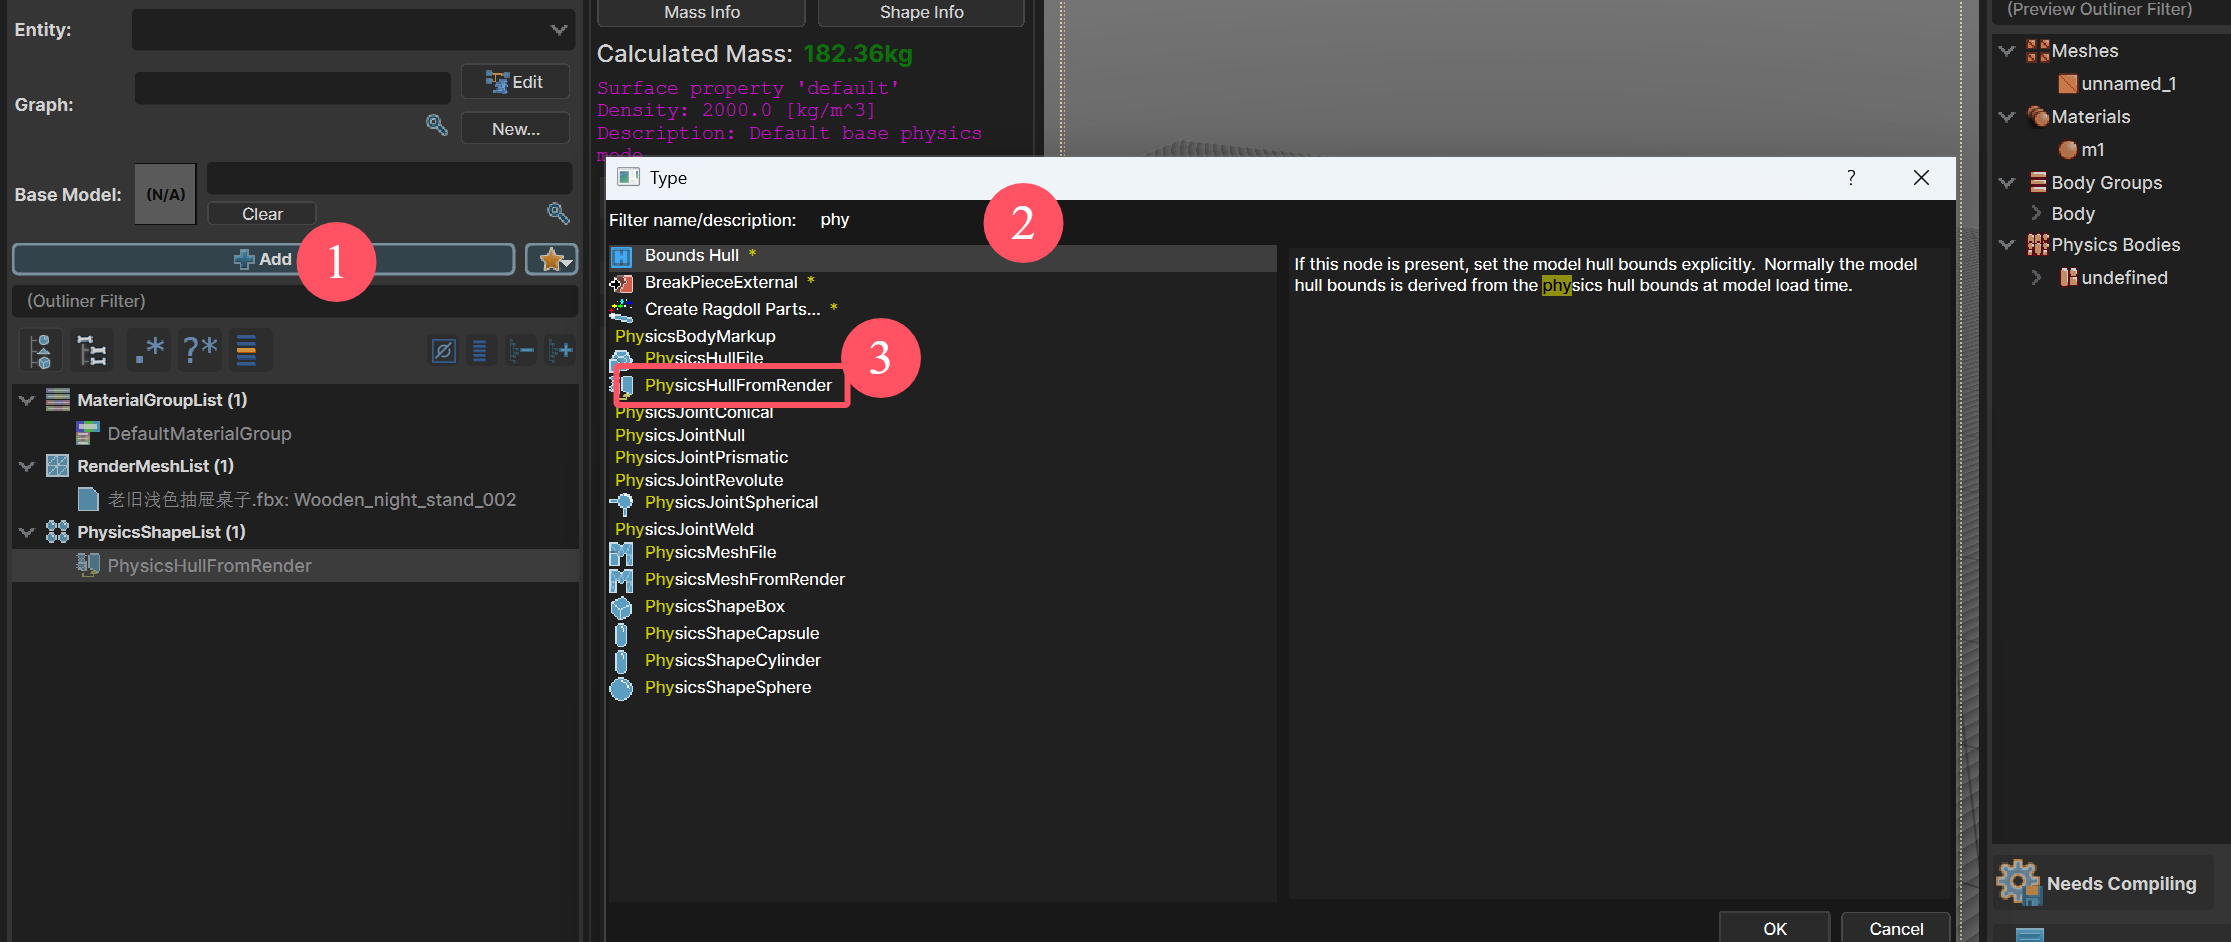 Entity:
Graph:
Edit
New...
Base Model:
(N/A)
Clear
Add
1
(Outliner Filter)
.*
?*
MaterialGroupList (1)
DefaultMaterialGroup
RenderMeshList (1)
老旧浅色抽屉桌子.fbx: Wooden_night_stand_002
PhysicsShapeList (1)
PhysicsHullFromRender
Mass Info
Shape Info
Calculated Mass: 182.36kg
Surface property 'default'
Density: 2000.0 [kg/m^3]
Description: Default base physics
mode
Type
?
Filter name/description: phy
2
Bounds Hull *
BreakPieceExternal *
Create Ragdoll Parts... *
PhysicsBodyMarkup
PhysicsHullFile
PhysicsHullFromRender
3
PhysicsJointConical
PhysicsJointNull
PhysicsJointPrismatic
PhysicsJointRevolute
PhysicsJointSpherical
PhysicsJointWeld
PhysicsMeshFile
PhysicsMeshFromRender
PhysicsShapeBox
PhysicsShapeCapsule
PhysicsShapeCylinder
PhysicsShapeSphere
If this node is present, set the model hull bounds explicitly. Normally the model
hull bounds is derived from the physics hull bounds at model load time.
OK
Cancel
(Preview Outliner Filter)
Meshes
unnamed_1
Materials
m1
Body Groups
Body
Physics Bodies
undefined
Needs Compiling